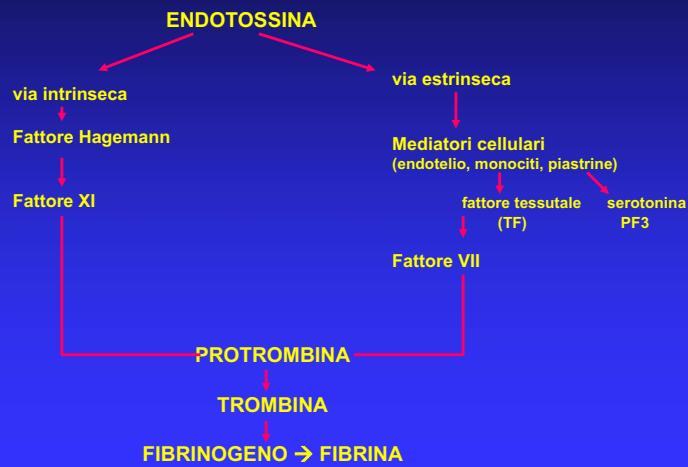 ENDOTOSSINA
via intrinseca
via estrinseca
Fattore Hagemann
Mediatori cellulari
(endotelio, monociti, piastrine)
Fattore XI
fattore tessutale
(TF)
serotonina
PF3
Fattore VII
PROTROMBINA
TROMBINA
FIBRINOGENO → FIBRINA